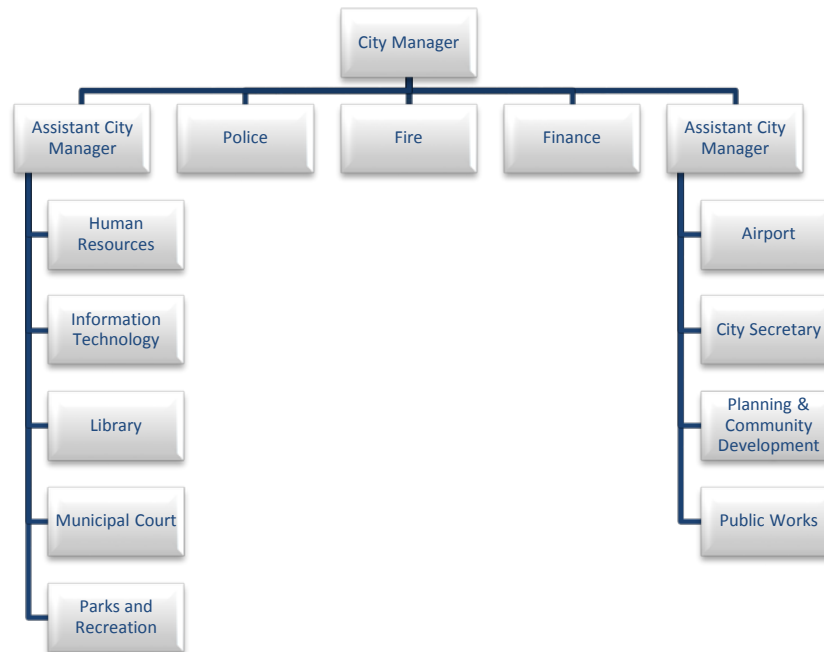 City Manager
Assistant City
Manager
Police
Fire
Finance
Assistant City
Manager
Human
Resources
Information
Technology
Library
Municipal Court
Parks and
Recreation
Airport
City Secretary
Planning &
Community
Development
Public Works